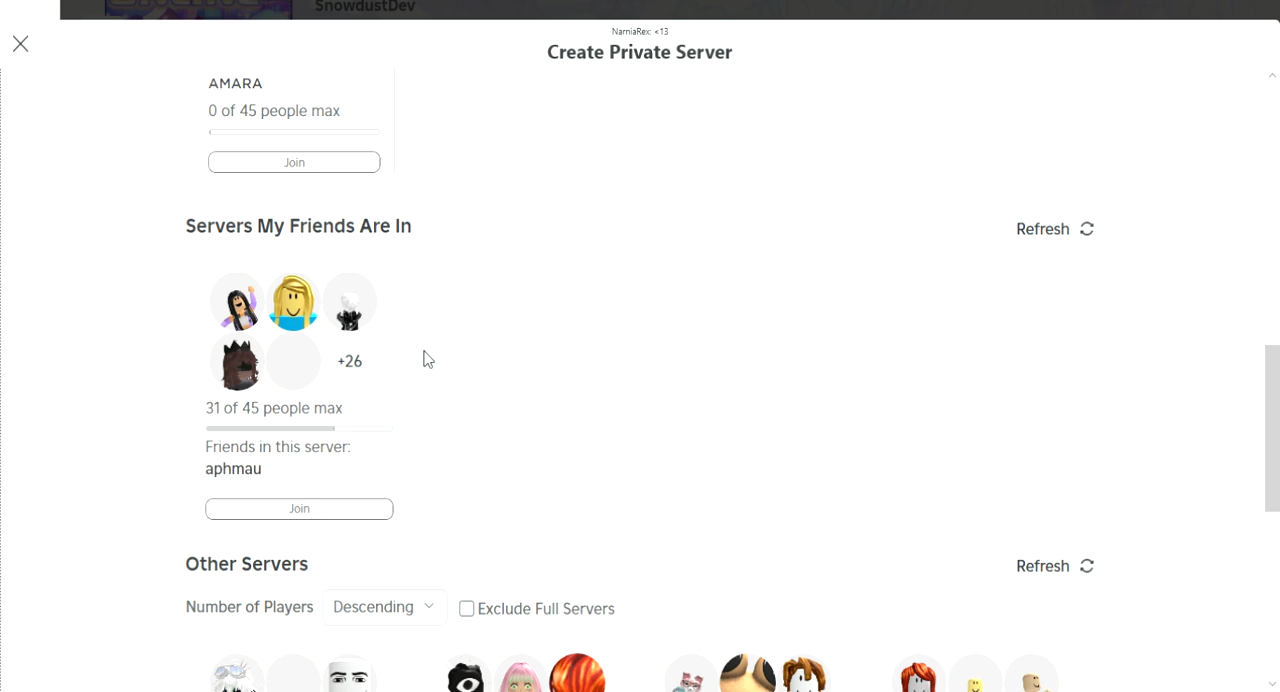 SnowdustDev
NarniaRex: <13
Create Private Server
AMARA
0 of 45 people max
Join
Servers My Friends Are In
Refresh
+26
31 of 45 people max
Friends in this server:
aphmau
Join
Other Servers
Refresh
Number of Players Descending Exclude Full Servers